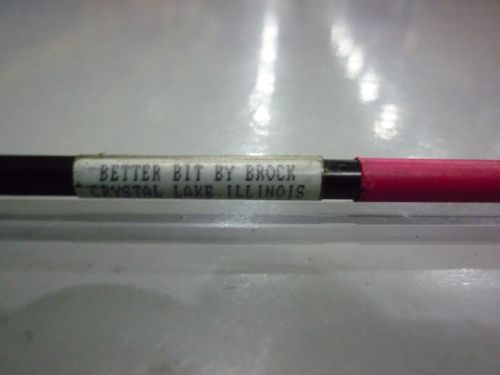 "BETTER BIT BY BROCK
CRYSTAL LAKE, ILLINOIS